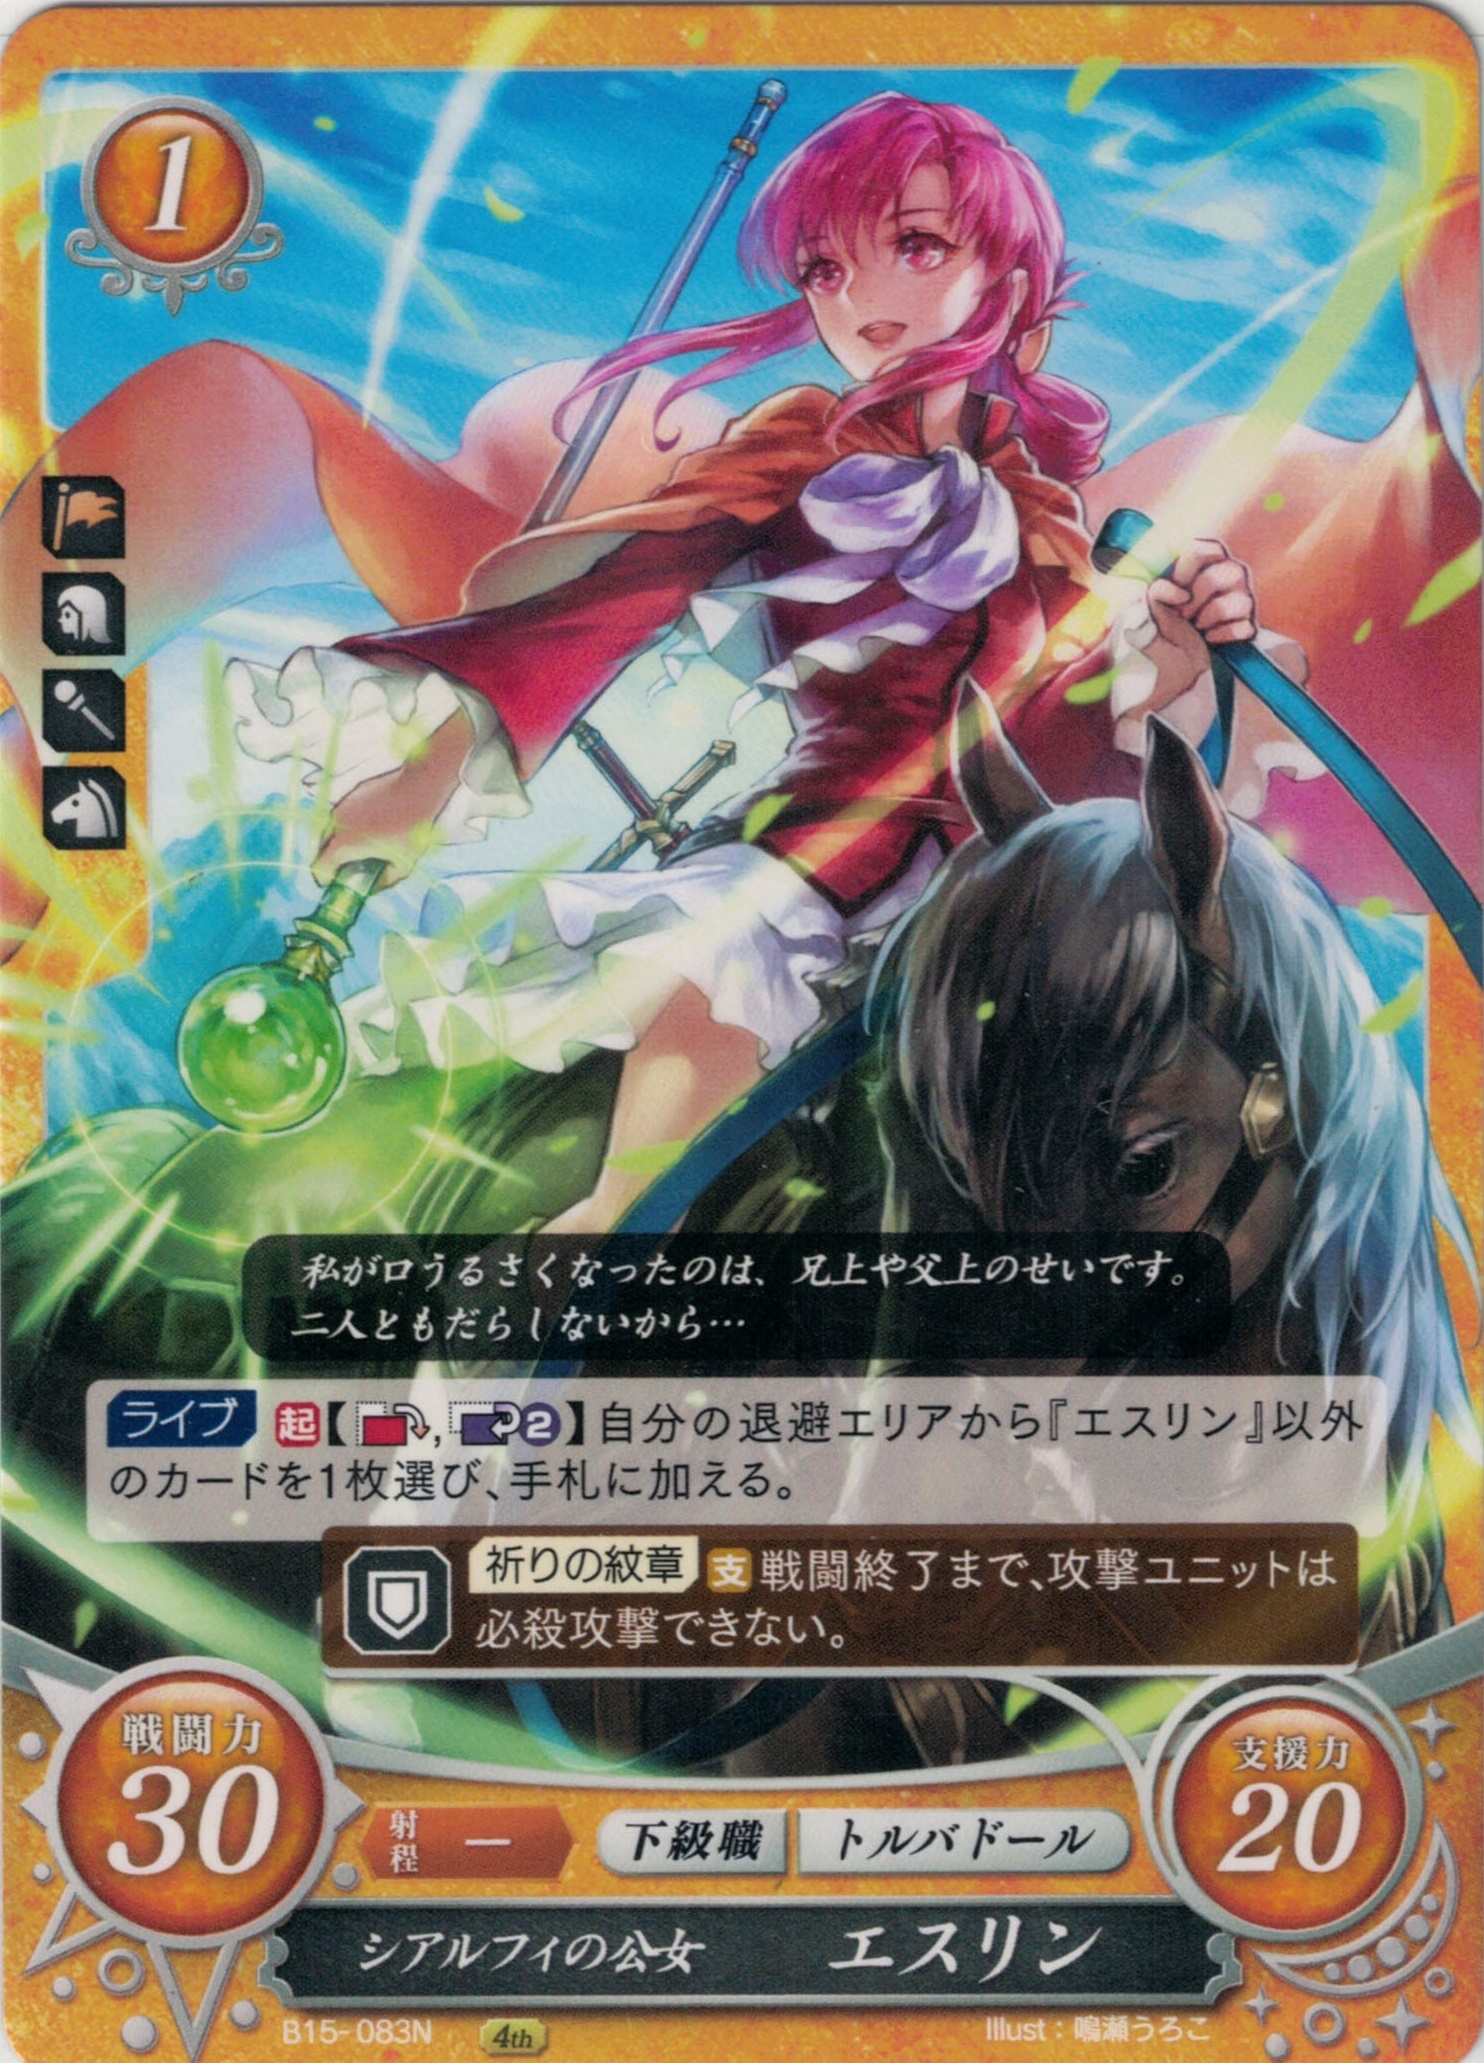 1
私が口うるさくなったのは、兄上や父上のせいです。
二人ともだらしないから…
ライブ 起【 , 2】自分の退避エリアから『エスリン』以外
のカードを1枚選び、手札に加える。
祈りの紋章 支 戦闘終了まで、攻撃ユニットは
必殺攻撃できない。
戦闘力
30
射程 ー
下級職 トルバドール
支援力
20
シアルフィの公女 エスリン
B15-083N 4th Illust:鳴瀬うろこ